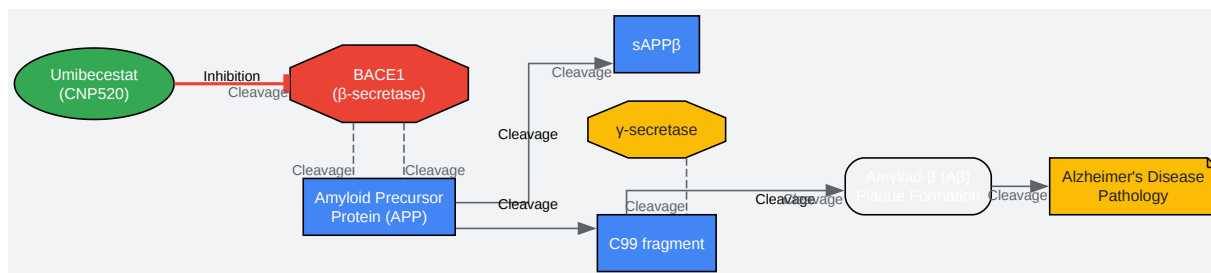 Umibecestat
(CNP520)
Inhibition
Cleavage
BACE1
(β-secretase)
Cleavage
Cleavage
Amyloid Precursor
Protein (APP)
Cleavage
Cleavage
Cleavage
sAPPβ
γ-secretase
Cleavage
C99 fragment
Cleavage
Cleavage
Amyloid-β (Aβ)
Plaque Formation
Cleavage
Alzheimer's Disease
Pathology